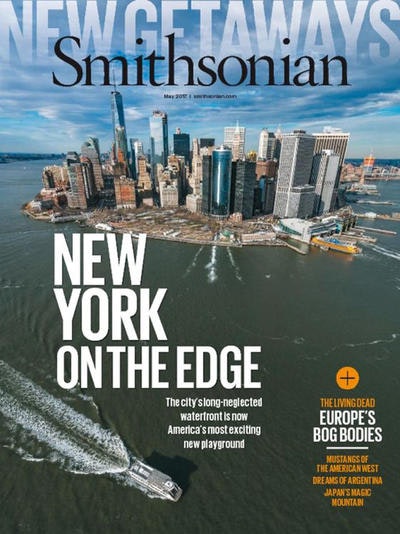 NEW GETAWAYS
Smithsonian
May 2017 | smithsonian.com
NEW
YORK
ON THE EDGE
The city's long-neglected
waterfront is now
America's most exciting
new playground
+
THE LIVING DEAD
EUROPE'S
BOG BODIES
MUSTANGS OF
THE AMERICAN WEST
DREAMS OF ARGENTINA
JAPAN'S MAGIC
MOUNTAIN